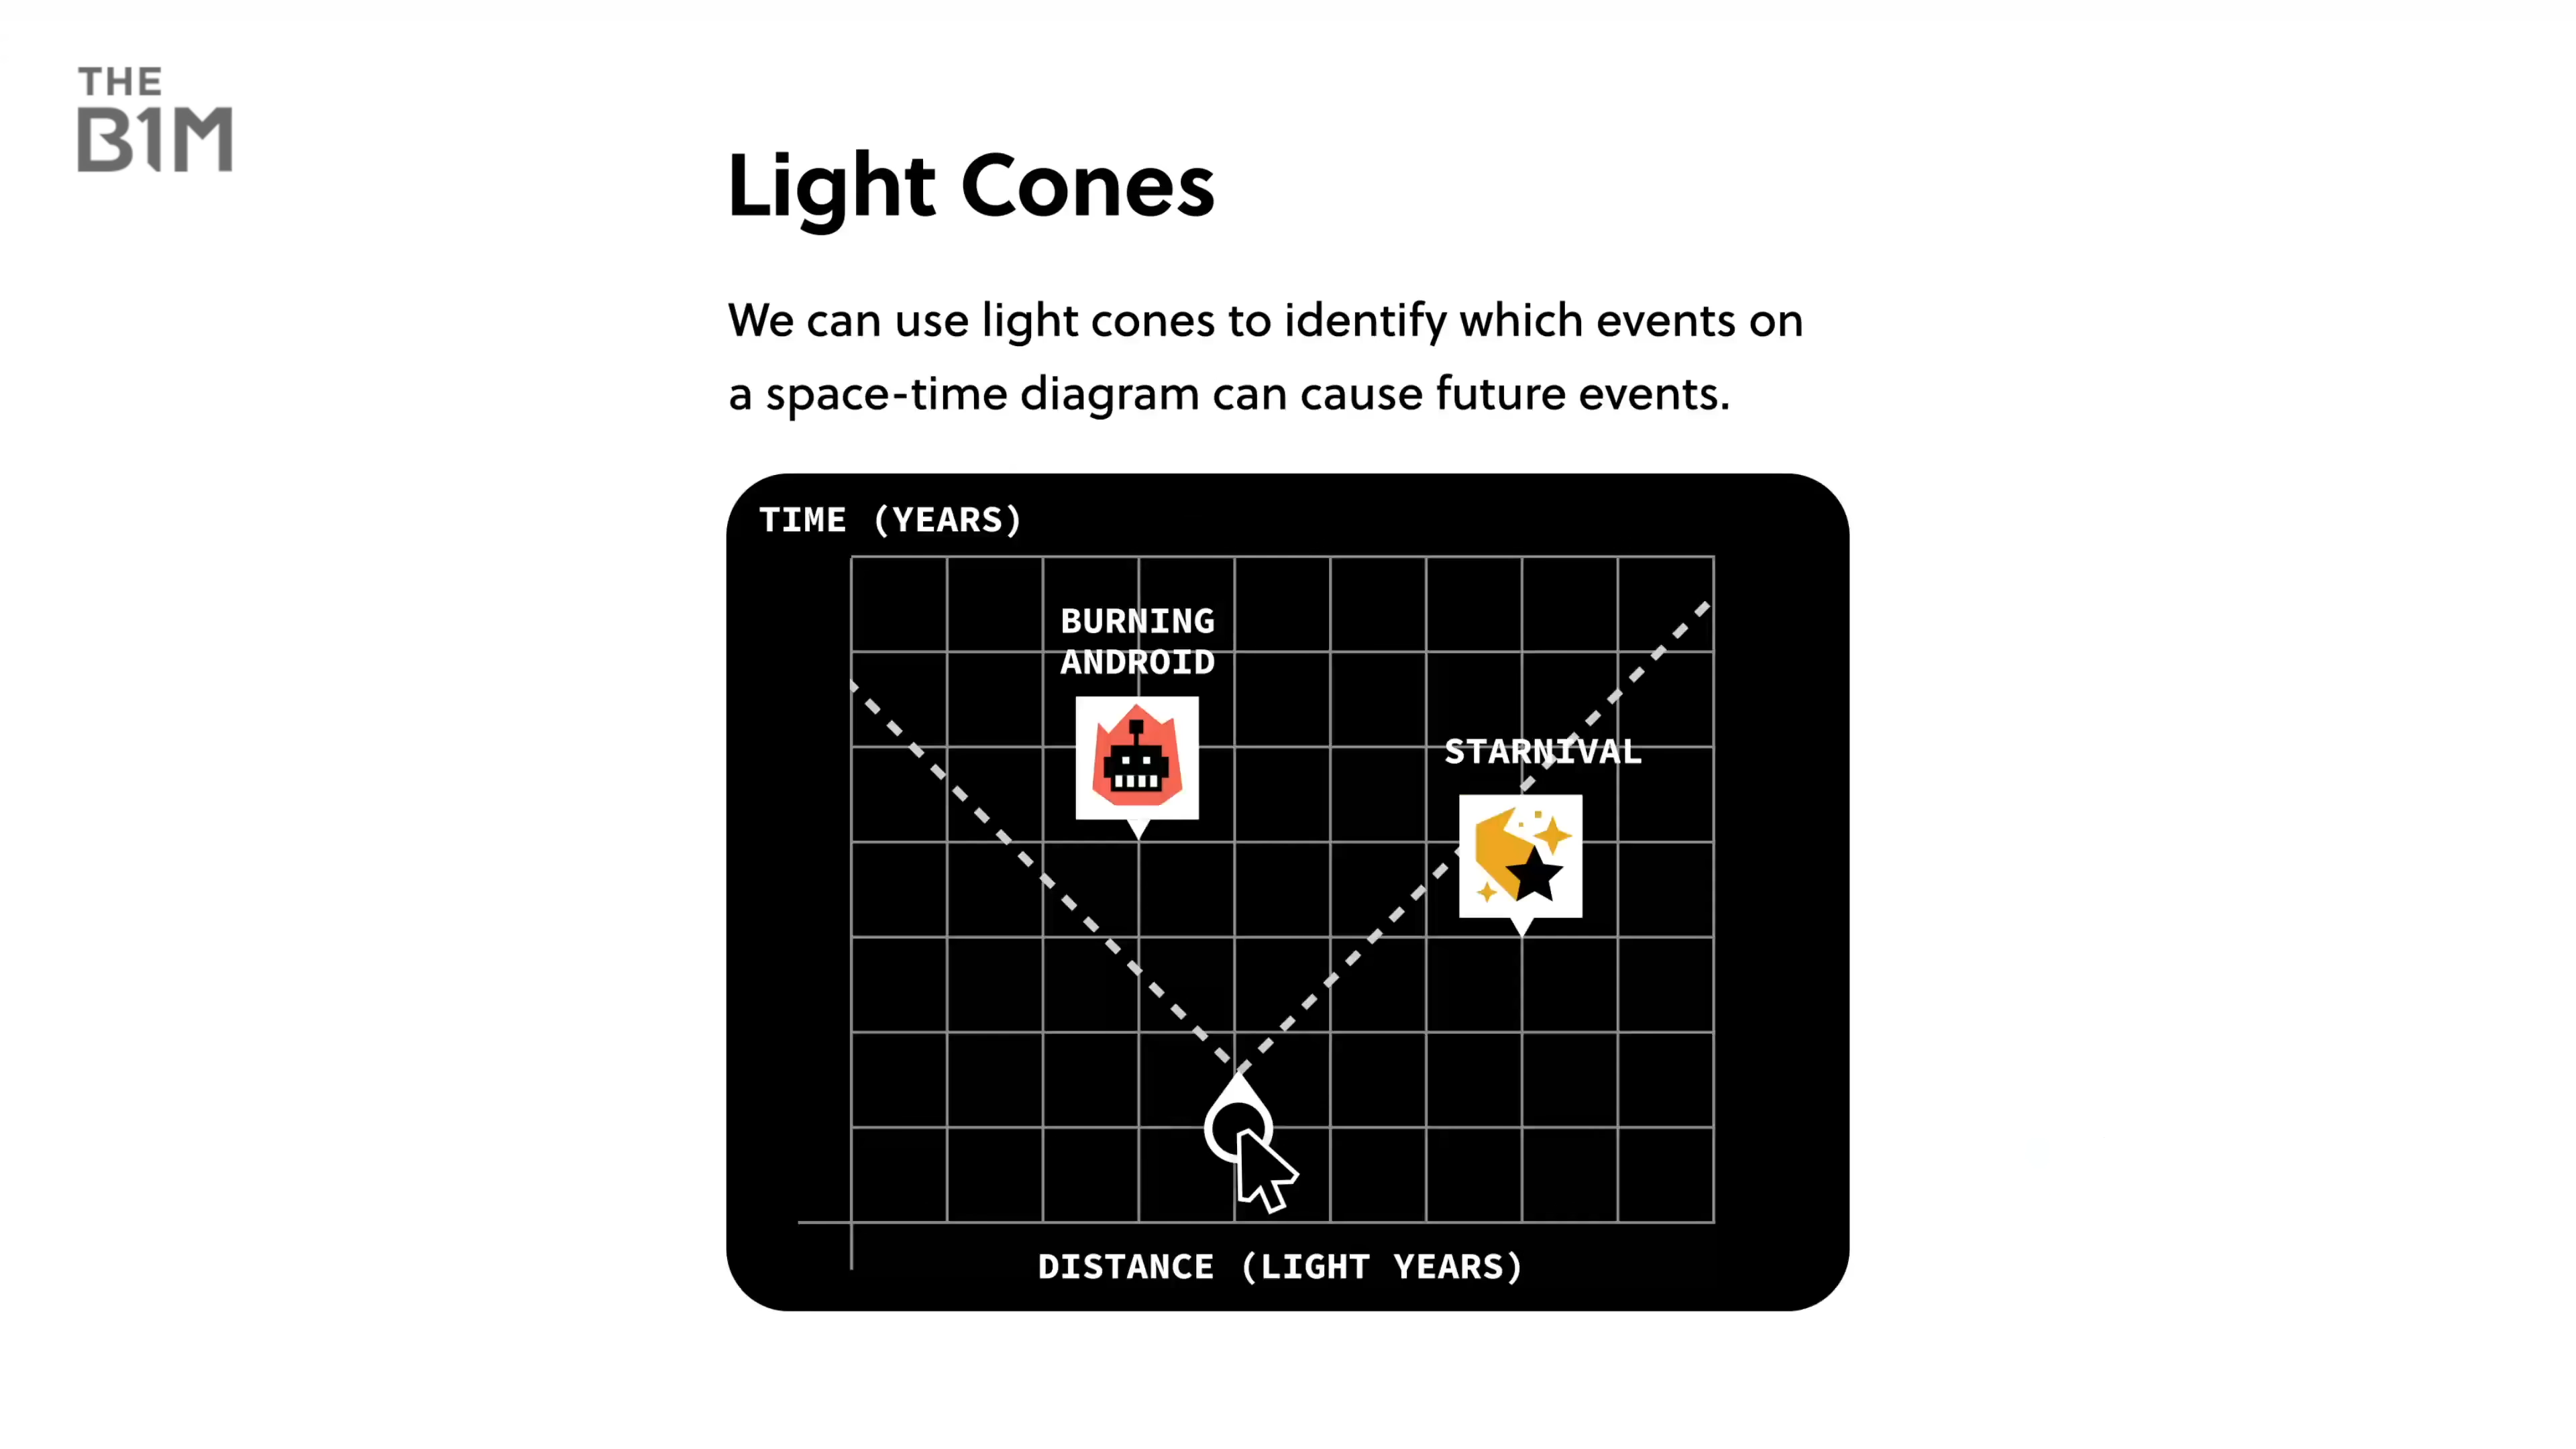 THE
B1M
Light Cones
We can use light cones to identify which events on
a space-time diagram can cause future events.
TIME (YEARS)
BURNING
ANDROID
STARNIVAL
DISTANCE (LIGHT YEARS)